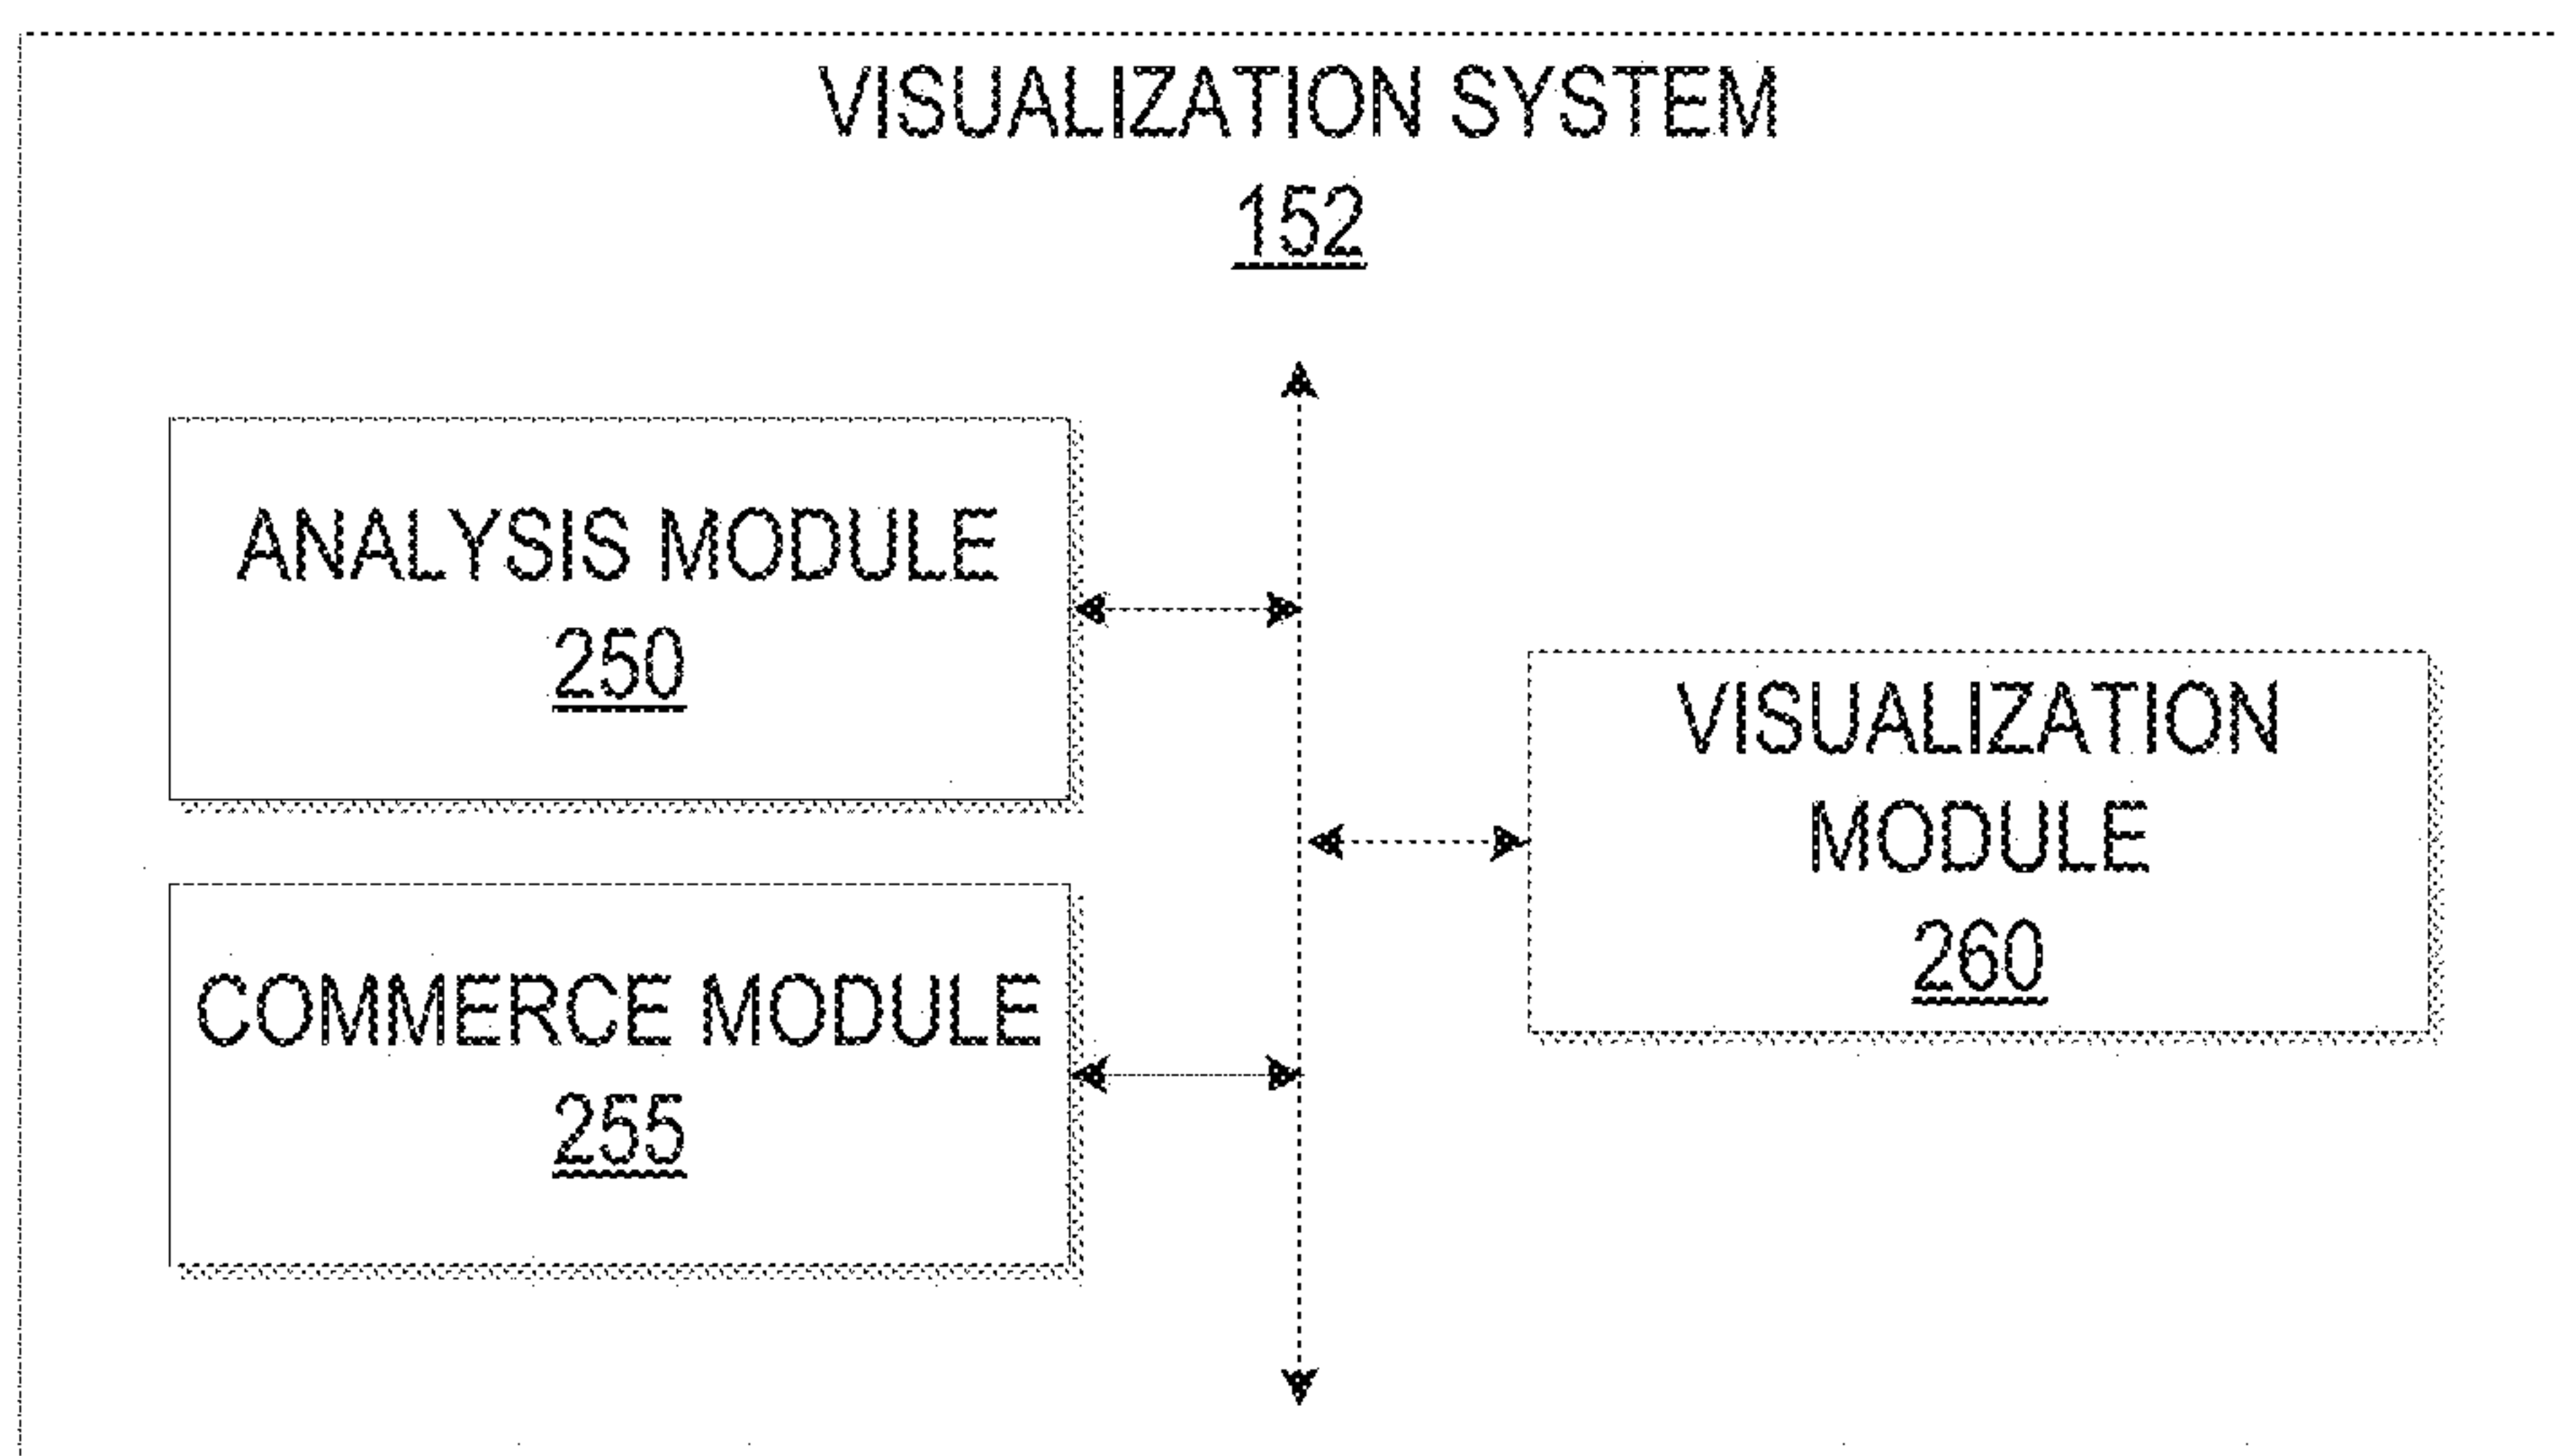 VISUALIZATION SYSTEM
152
ANALYSIS MODULE
250
COMMERCE MODULE
255
VISUALIZATION
MODULE
260